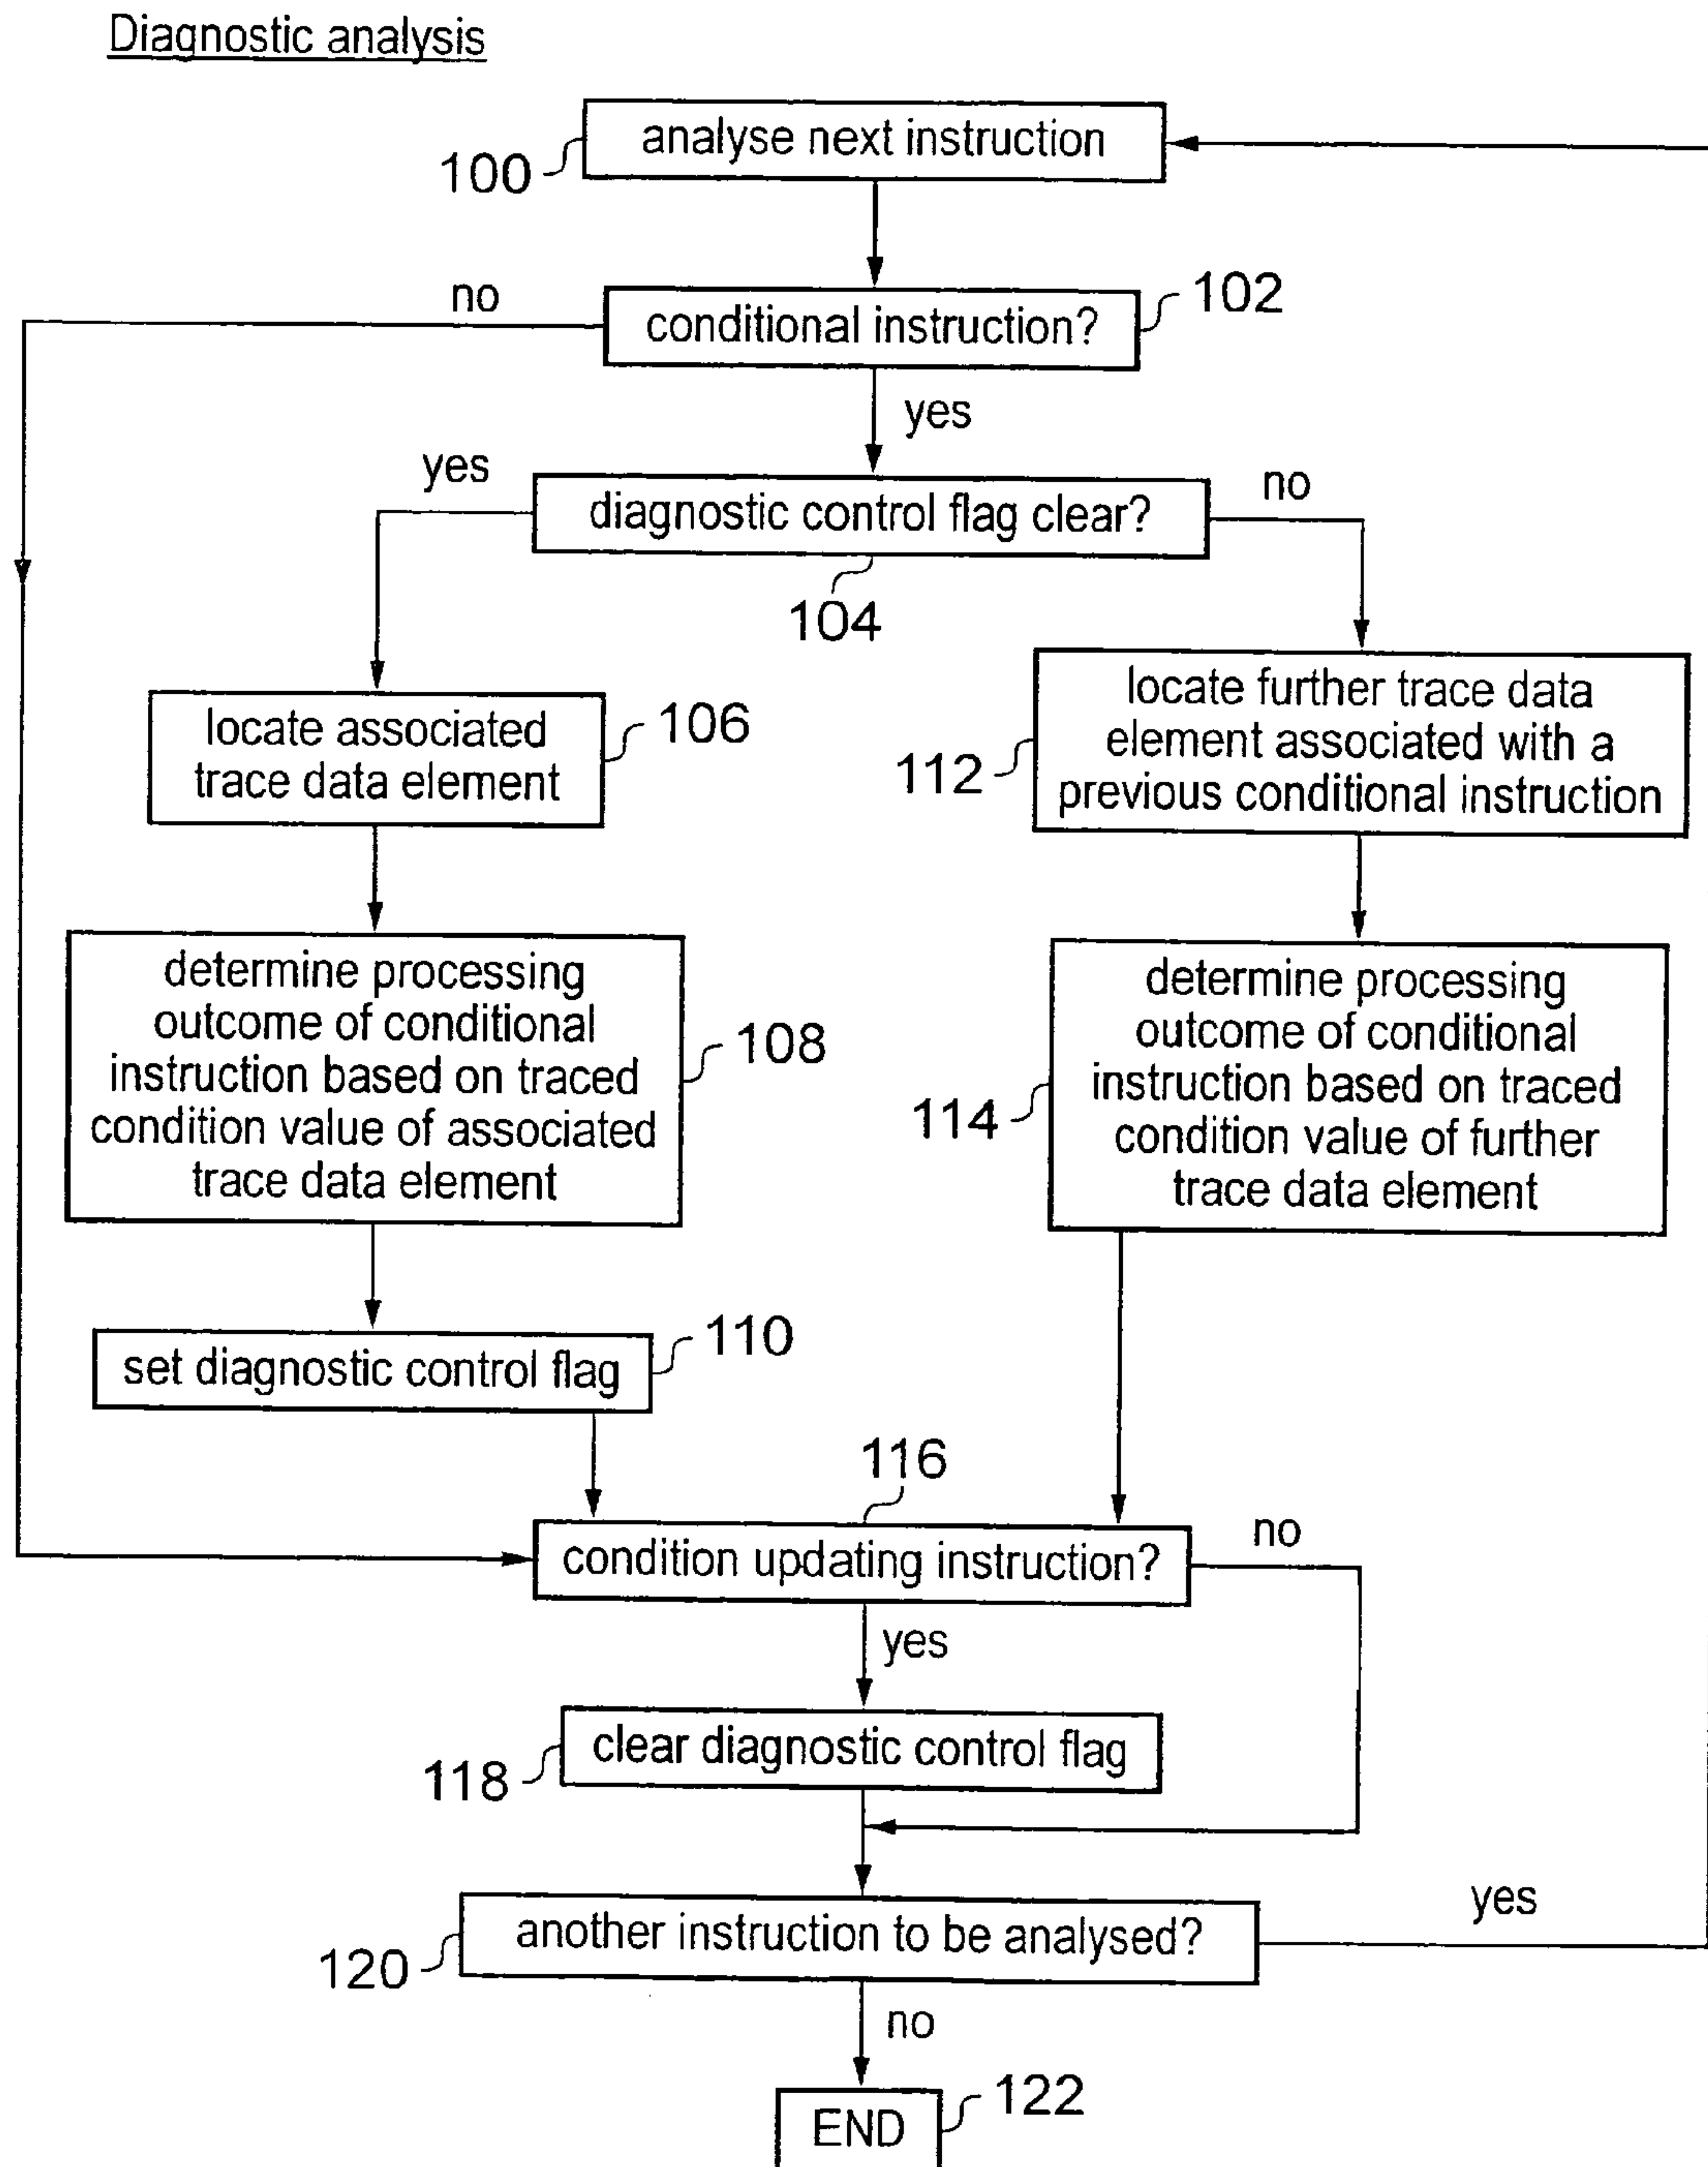 Diagnostic analysis
analyse next instruction
100
no
conditional instruction?
102
yes
yes
diagnostic control flag clear?
no
104
locate associated
trace data element
106
locate further trace data
element associated with a
previous conditional instruction
112
determine processing
outcome of conditional
instruction based on traced
condition value of associated
trace data element
108
determine processing
outcome of conditional
instruction based on traced
condition value of further
trace data element
114
set diagnostic control flag
110
116
condition updating instruction?
no
yes
clear diagnostic control flag
118
another instruction to be analysed?
yes
120
no
END
122